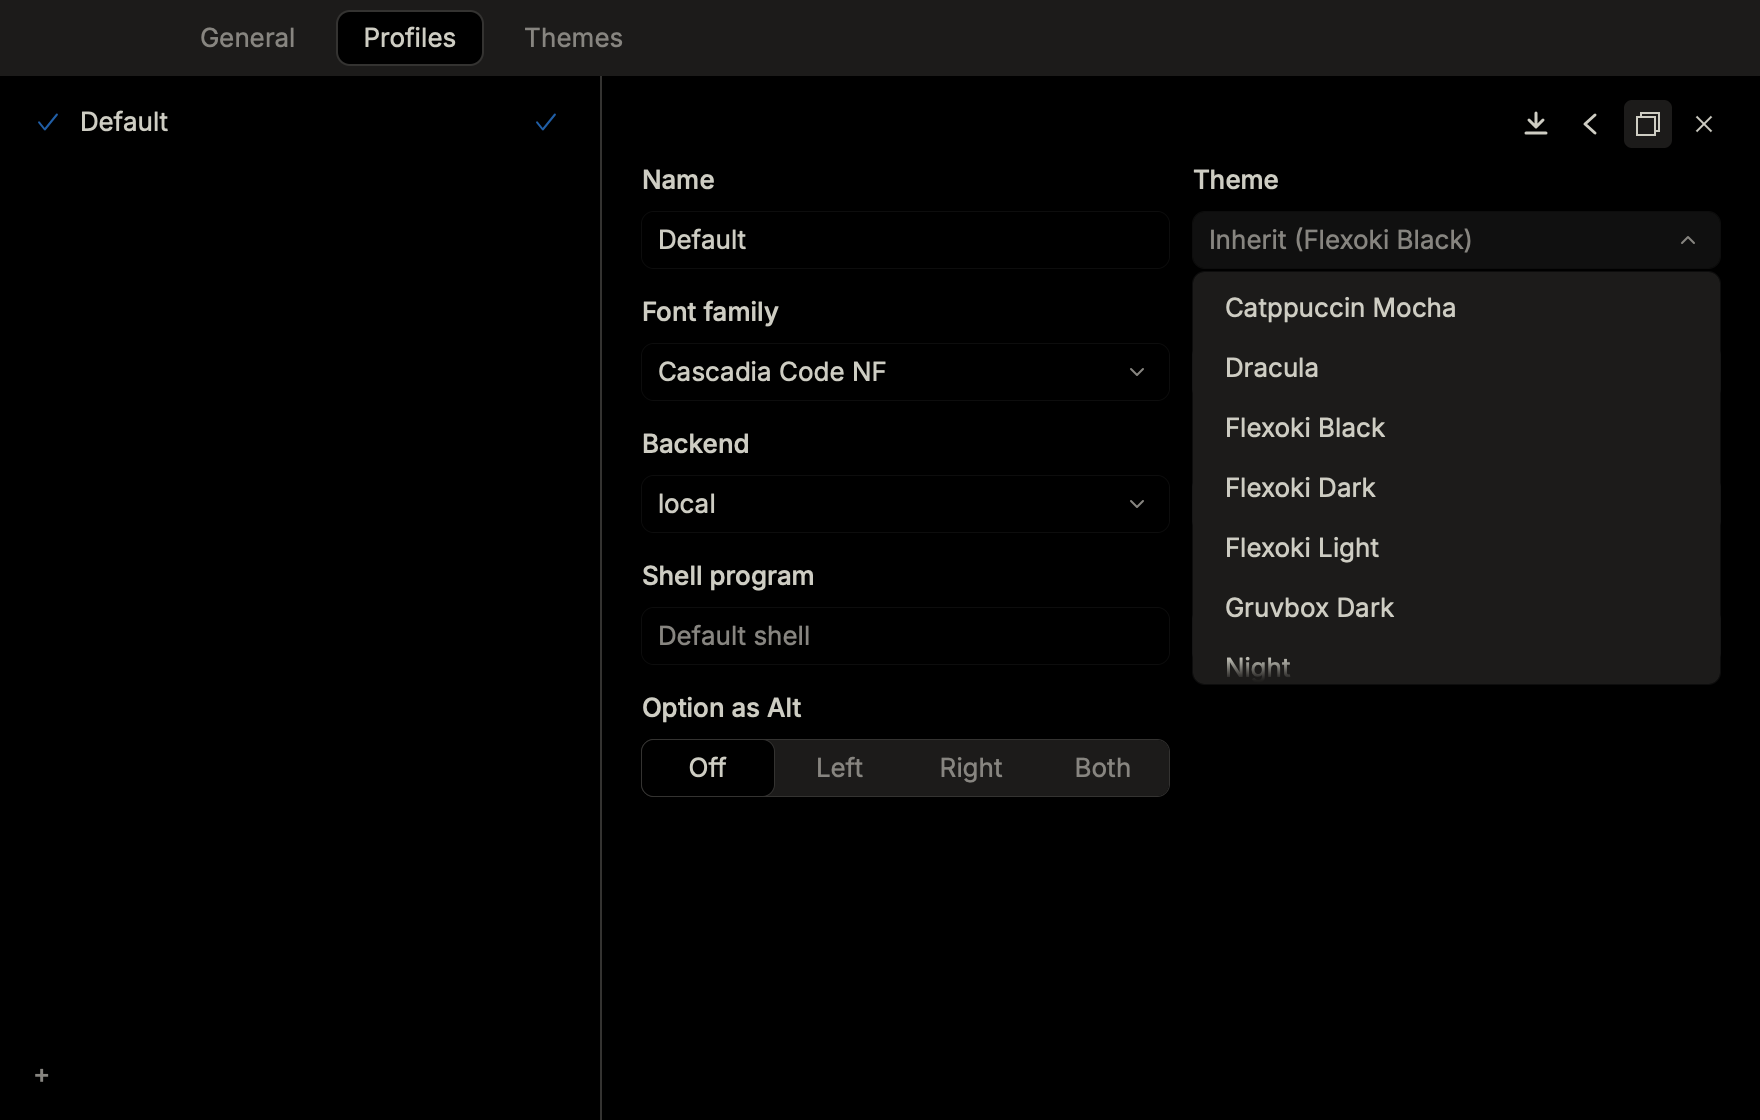 General
Profiles
Themes
Default
Name
Default
Font family
Cascadia Code NF
Backend
local
Shell program
Default shell
Option as Alt
Off
Left
Right
Both
Theme
Inherit (Flexoki Black)
Catppuccin Mocha
Dracula
Flexoki Black
Flexoki Dark
Flexoki Light
Gruvbox Dark
Night